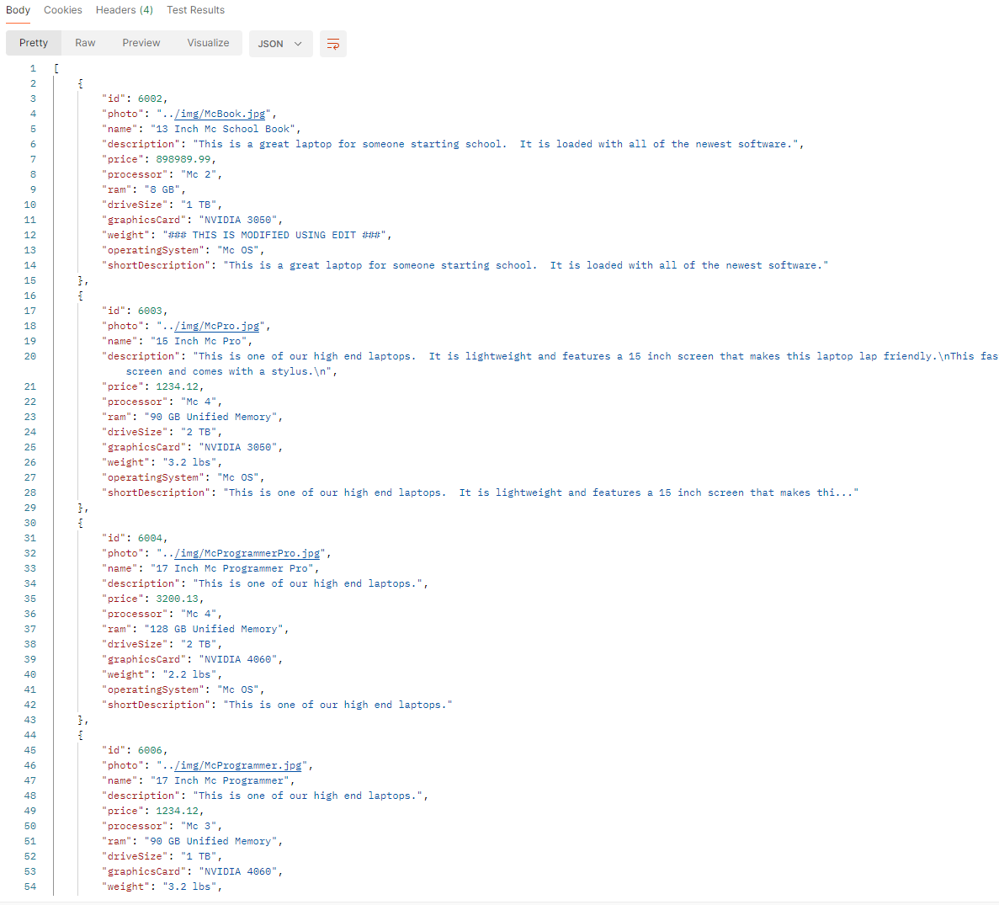 Body Cookies Headers (4) Test Results
Pretty Raw Preview Visualize JSON
1 [
2 {
3 "id": 6002,
4 "photo": "../img/McBook.jpg",
5 "name": "13 Inch Mc School Book",
6 "description": "This is a great laptop for someone starting school.  It is loaded with all of the newest software.",
7 "price": 898989.99,
8 "processor": "Mc 2",
9 "ram": "8 GB",
10 "driveSize": "1 TB",
11 "graphicsCard": "NVIDIA 3050",
12 "weight": "### THIS IS MODIFIED USING EDIT ###",
13 "operatingSystem": "Mc OS",
14 "shortDescription": "This is a great laptop for someone starting school.  It is loaded with all of the newest software."
15 },
16 {
17 "id": 6003,
18 "photo": "../img/McPro.jpg",
19 "name": "15 Inch Mc Pro",
20 "description": "This is one of our high end laptops.  It is lightweight and features a 15 inch screen that makes this laptop lap friendly.\nThis fas
screen and comes with a stylus.\n",
21 "price": 1234.12,
22 "processor": "Mc 4",
23 "ram": "90 GB Unified Memory",
24 "driveSize": "2 TB",
25 "graphicsCard": "NVIDIA 3050",
26 "weight": "3.2 lbs",
27 "operatingSystem": "Mc OS",
28 "shortDescription": "This is one of our high end laptops.  It is lightweight and features a 15 inch screen that makes thi..."
29 },
30 {
31 "id": 6004,
32 "photo": "../img/McProgrammerPro.jpg",
33 "name": "17 Inch Mc Programmer Pro",
34 "description": "This is one of our high end laptops.",
35 "price": 3200.13,
36 "processor": "Mc 4",
37 "ram": "128 GB Unified Memory",
38 "driveSize": "2 TB",
39 "graphicsCard": "NVIDIA 4060",
40 "weight": "2.2 lbs",
41 "operatingSystem": "Mc OS",
42 "shortDescription": "This is one of our high end laptops."
43 },
44 {
45 "id": 6006,
46 "photo": "../img/McProgrammer.jpg",
47 "name": "17 Inch Mc Programmer",
48 "description": "This is one of our high end laptops.",
49 "price": 1234.12,
50 "processor": "Mc 3",
51 "ram": "90 GB Unified Memory",
52 "driveSize": "1 TB",
53 "graphicsCard": "NVIDIA 4060",
54 "weight": "3.2 lbs",